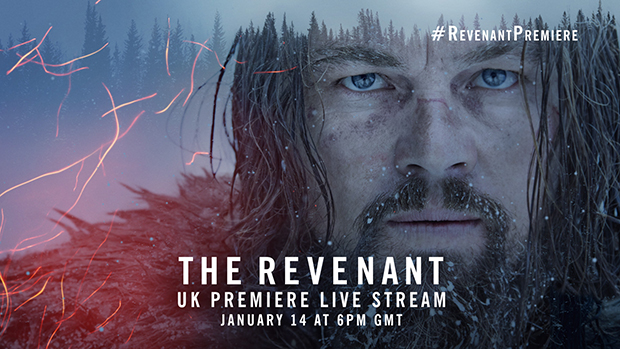 #RevenantPremiere
THE REVENANT
UK PREMIERE LIVE STREAM
JANUARY 14 AT 6PM GMT